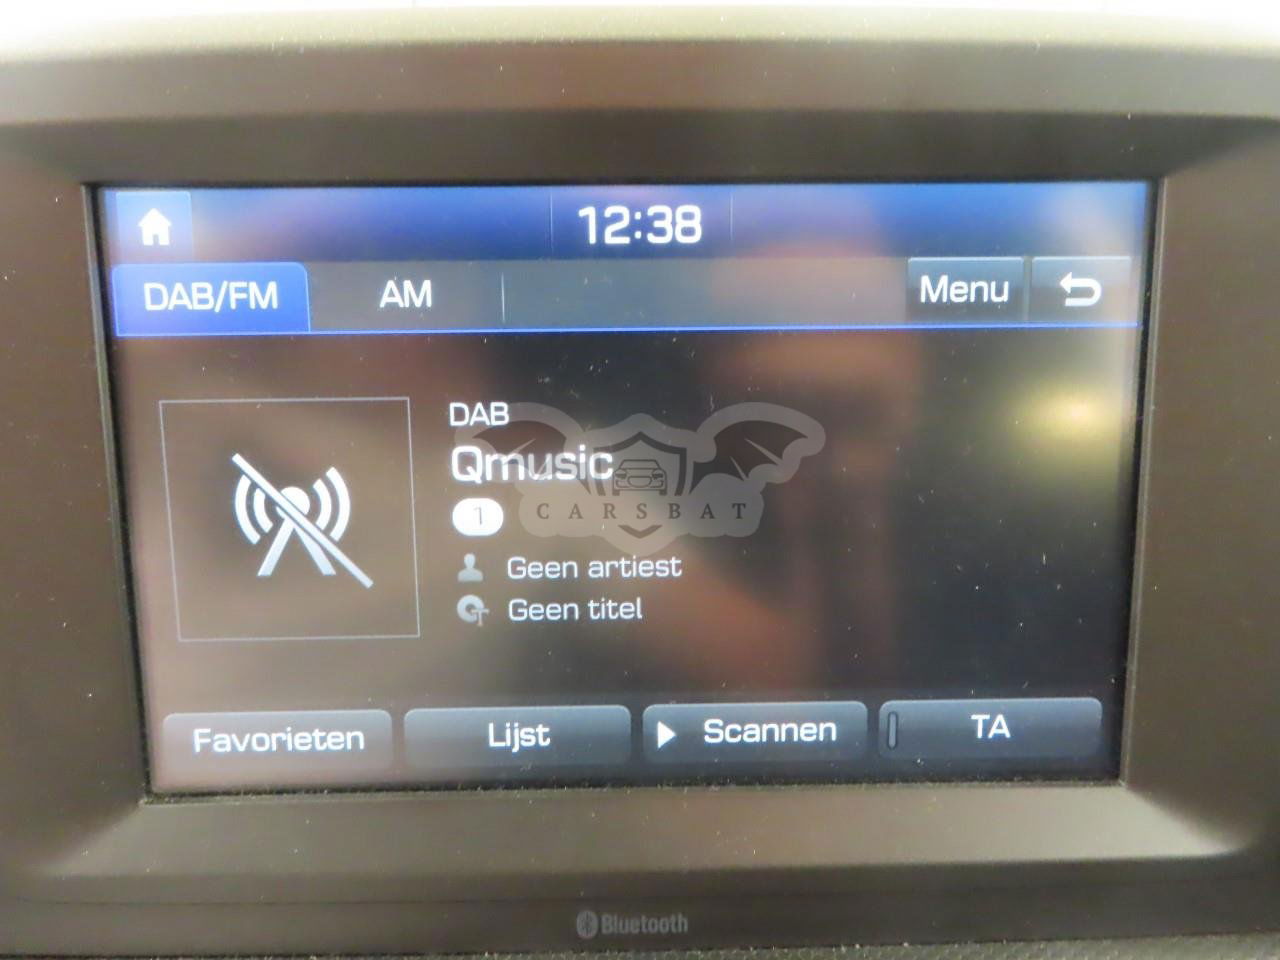 12:38
DAB/FM AM Menu
DAB
Qmusic
1
CARSBAT
Geen artiest
Geen titel
Favorieten Lijst Scannen TA
Bluetooth